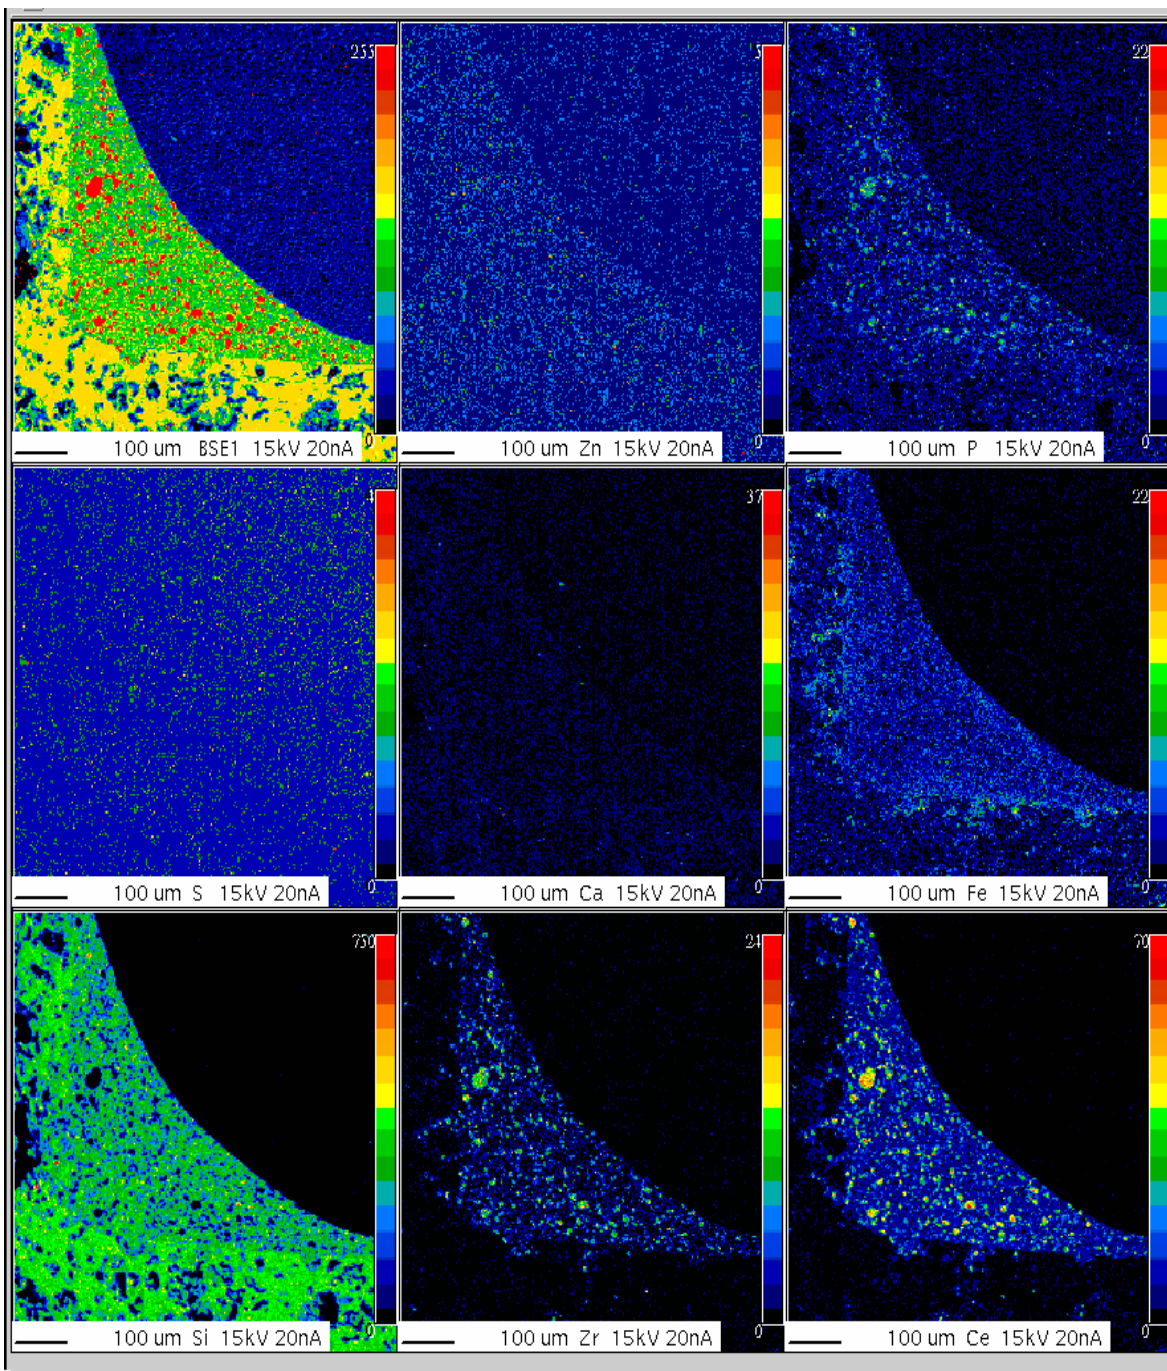 255
0
100 um BSE1 15kV 20nA
5
0
100 um Zn 15kV 20nA
22
0
100 um P 15kV 20nA
4
0
100 um S 15kV 20nA
37
0
100 um Ca 15kV 20nA
22
0
100 um Fe 15kV 20nA
750
0
100 um Si 15kV 20nA
24
0
100 um Zr 15kV 20nA
70
0
100 um Ce 15kV 20nA